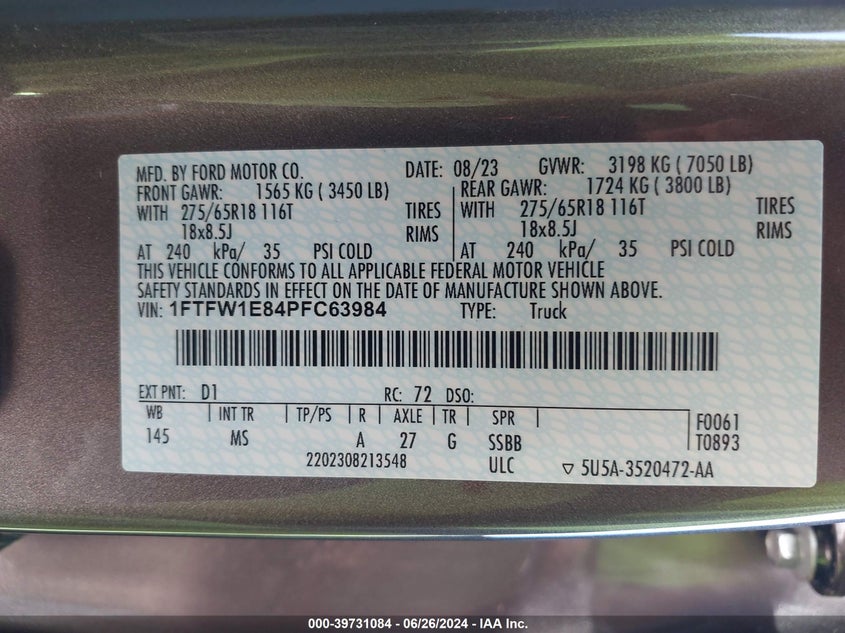 MFD. BY FORD MOTOR CO. DATE: 08/23 GVWR: 3198 KG ( 7050 LB)
FRONT GAWR: 1565 KG ( 3450 LB) REAR GAWR: 1724 KG ( 3800 LB)
WITH 275/65R18 116T TIRES WITH 275/65R18 116T TIRES
18x8.5J RIMS 18x8.5J RIMS
AT 240 kPa/ 35 PSI COLD AT 240 kPa/ 35 PSI COLD
THIS VEHICLE CONFORMS TO ALL APPLICABLE FEDERAL MOTOR VEHICLE
SAFETY STANDARDS IN EFFECT ON THE DATE OF MANUFACTURE SHOWN ABOVE.
VIN: 1FTFW1E84PFC63984 TYPE: Truck
EXT PNT: D1 RC: 72 DSO:
WB INT TR TP/PS R AXLE TR SPR F0061
145 MS A 27 G SSBB T0893
2202308213548 ULC ▽ 5U5A-3520472-AA
000-39731084 - 06/26/2024 - IAA Inc.